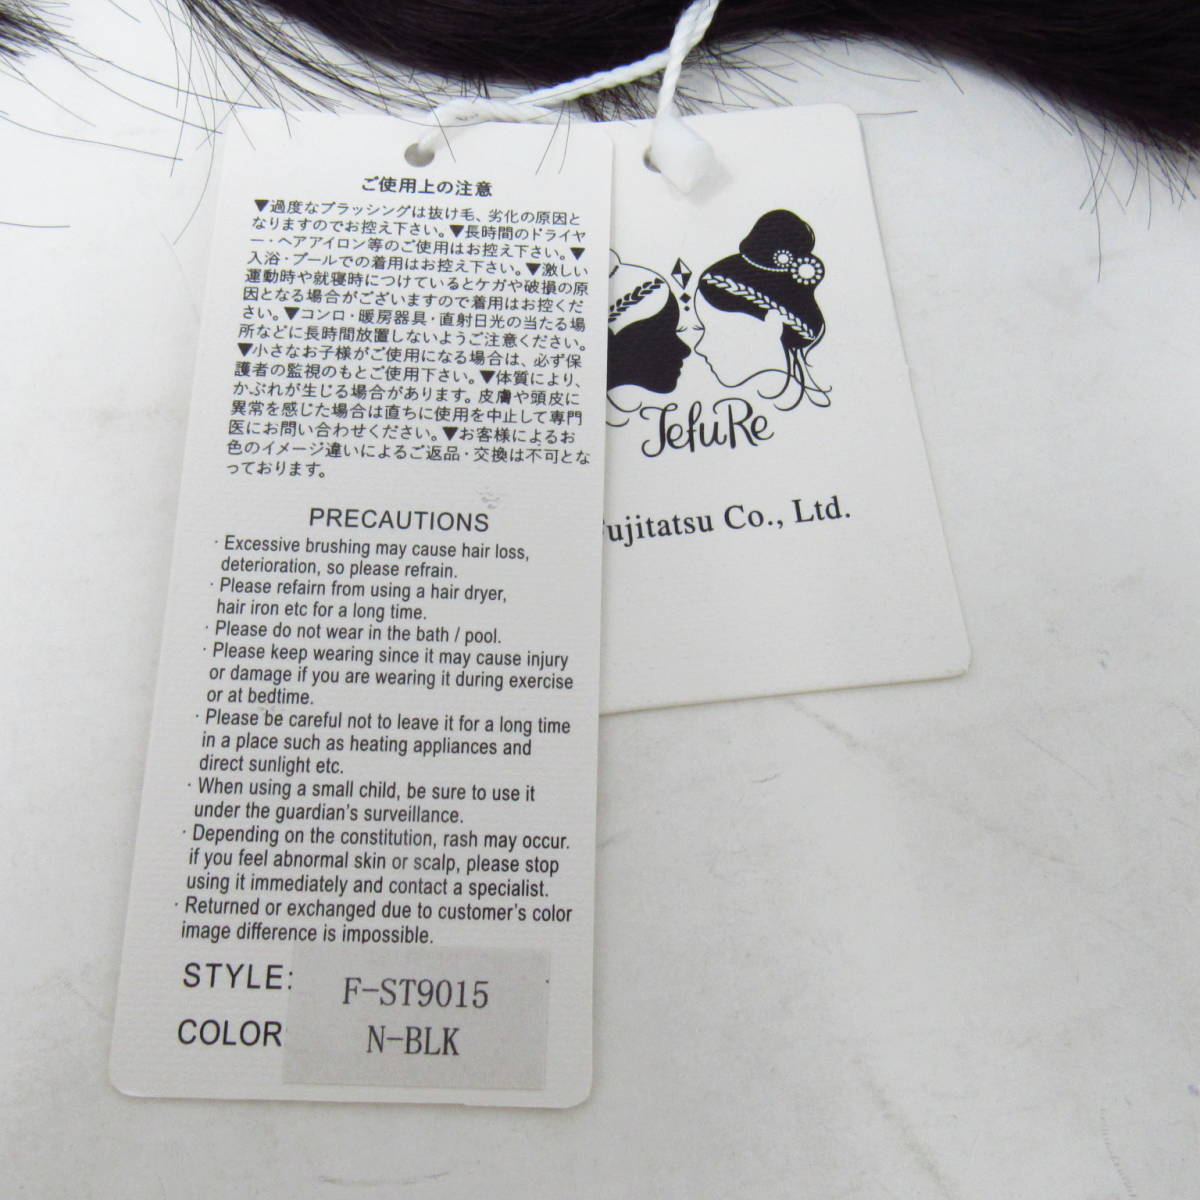 ご使用上の注意
▼過度なブラッシングは抜け毛、劣化の原因と
なりますのでお控え下さい。▼長時間のドライヤ
ー・ヘアアイロン等のご使用はお控え下さい。▼
入浴・プールでの着用はお控え下さい。▼激しい
運動時や就寝時につけているとケガや破損の原
因となる場合がございますので着用はお控くだ
さい。▼コンロ・暖房器具・直射日光の当たる場
所などに長時間放置しないようご注意ください。
▼小さなお子様がご使用になる場合は、必ず保
護者の監視のもとご使用下さい。▼体質により、
かぶれが生じる場合があります。皮膚や頭皮に
異常を感じた場合は直ちに使用を中止して専門
医にお問い合わせください。▼お客様によるお
色のイメージ違いによるご返品・交換は不可とな
っております。
PRECAUTIONS
· Excessive brushing may cause hair loss,
deterioration, so please refrain.
· Please refairn from using a hair dryer,
hair iron etc for a long time.
· Please do not wear in the bath / pool.
· Please keep wearing since it may cause injury
or damage if you are wearing it during exercise
or at bedtime.
· Please be careful not to leave it for a long time
in a place such as heating appliances and
direct sunlight etc.
· When using a small child, be sure to use it
under the guardian's surveillance.
· Depending on the constitution, rash may occur.
if you feel abnormal skin or scalp, please stop
using it immediately and contact a specialist.
· Returned or exchanged due to customer's color
image difference is impossible.
STYLE: F-ST9015
COLOR N-BLK
JefuRe
Fujitatsu Co., Ltd.